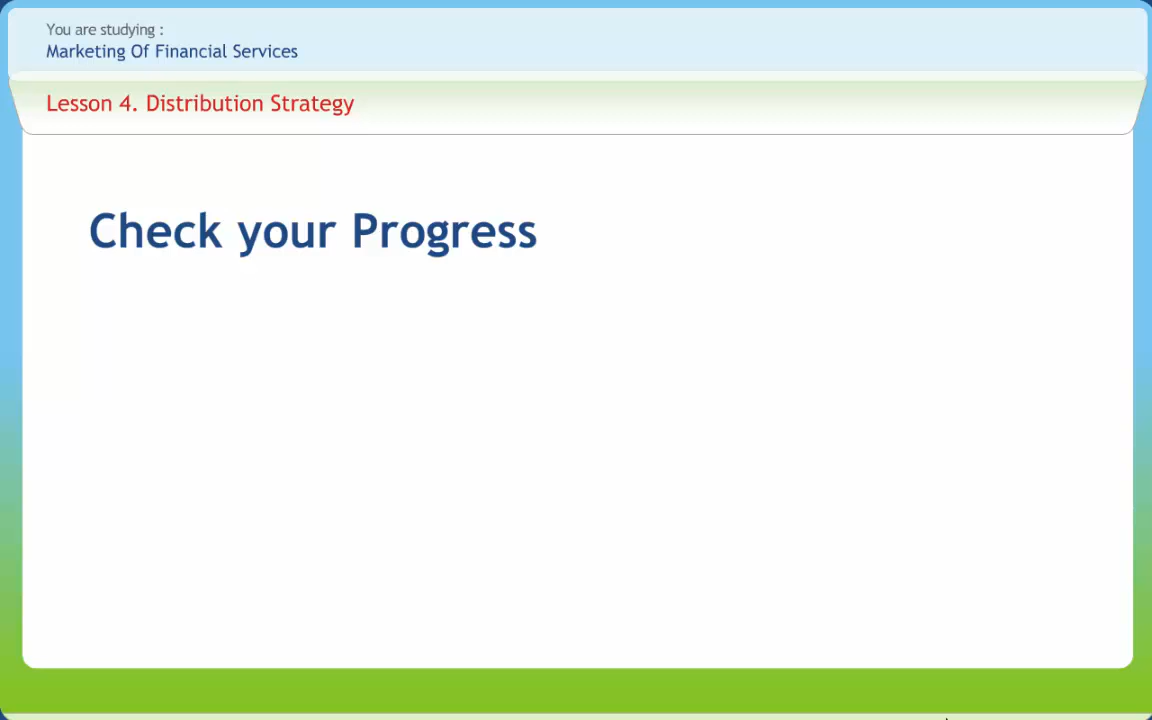 You are studying :
Marketing Of Financial Services
Lesson 4. Distribution Strategy
Check your Progress